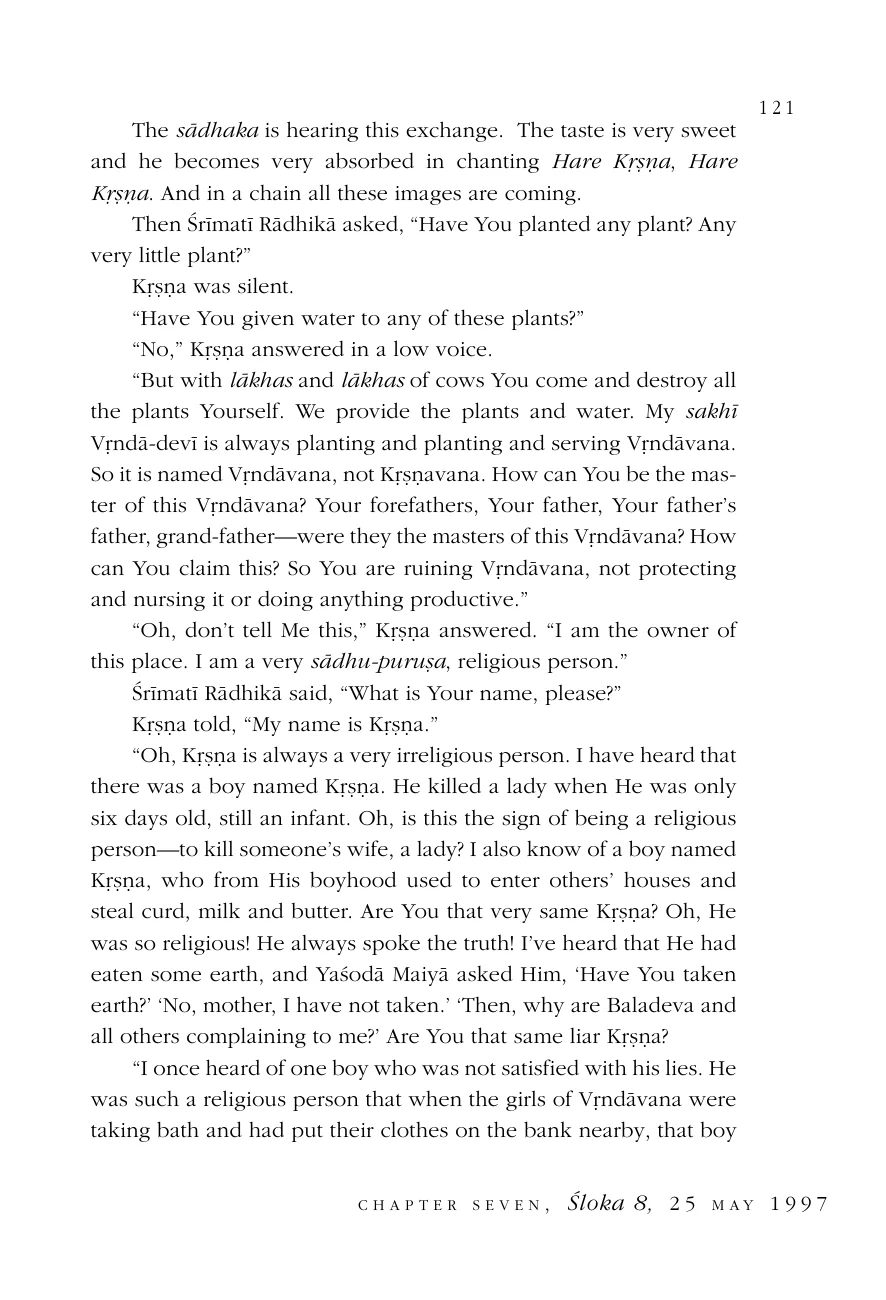 121
The sādhaka is hearing this exchange.  The taste is very sweet
and he becomes very absorbed in chanting Hare Kṛṣṇa, Hare
Kṛṣṇa. And in a chain all these images are coming.
Then Śrīmatī Rādhikā asked, “Have You planted any plant? Any
very little plant?”
Kṛṣṇa was silent.
“Have You given water to any of these plants?”
“No,” Kṛṣṇa answered in a low voice.
“But with lākhas and lākhas of cows You come and destroy all
the plants Yourself. We provide the plants and water. My sakhī
Vṛndā-devī is always planting and planting and serving Vṛndāvana.
So it is named Vṛndāvana, not Kṛṣṇavana. How can You be the mas-
ter of this Vṛndāvana? Your forefathers, Your father, Your father’s
father, grand-father—were they the masters of this Vṛndāvana? How
can You claim this? So You are ruining Vṛndāvana, not protecting
and nursing it or doing anything productive.”
“Oh, don’t tell Me this,” Kṛṣṇa answered. “I am the owner of
this place. I am a very sādhu-puruṣa, religious person.”
Śrīmatī Rādhikā said, “What is Your name, please?”
Kṛṣṇa told, “My name is Kṛṣṇa.”
“Oh, Kṛṣṇa is always a very irreligious person. I have heard that
there was a boy named Kṛṣṇa. He killed a lady when He was only
six days old, still an infant. Oh, is this the sign of being a religious
person—to kill someone’s wife, a lady? I also know of a boy named
Kṛṣṇa, who from His boyhood used to enter others’ houses and
steal curd, milk and butter. Are You that very same Kṛṣṇa? Oh, He
was so religious! He always spoke the truth! I’ve heard that He had
eaten some earth, and Yaśodā Maiyā asked Him, ‘Have You taken
earth?’ ‘No, mother, I have not taken.’ ‘Then, why are Baladeva and
all others complaining to me?’ Are You that same liar Kṛṣṇa?
“I once heard of one boy who was not satisfied with his lies. He
was such a religious person that when the girls of Vṛndāvana were
taking bath and had put their clothes on the bank nearby, that boy
CHAPTER SEVEN, Śloka 8, 25 MAY 1997